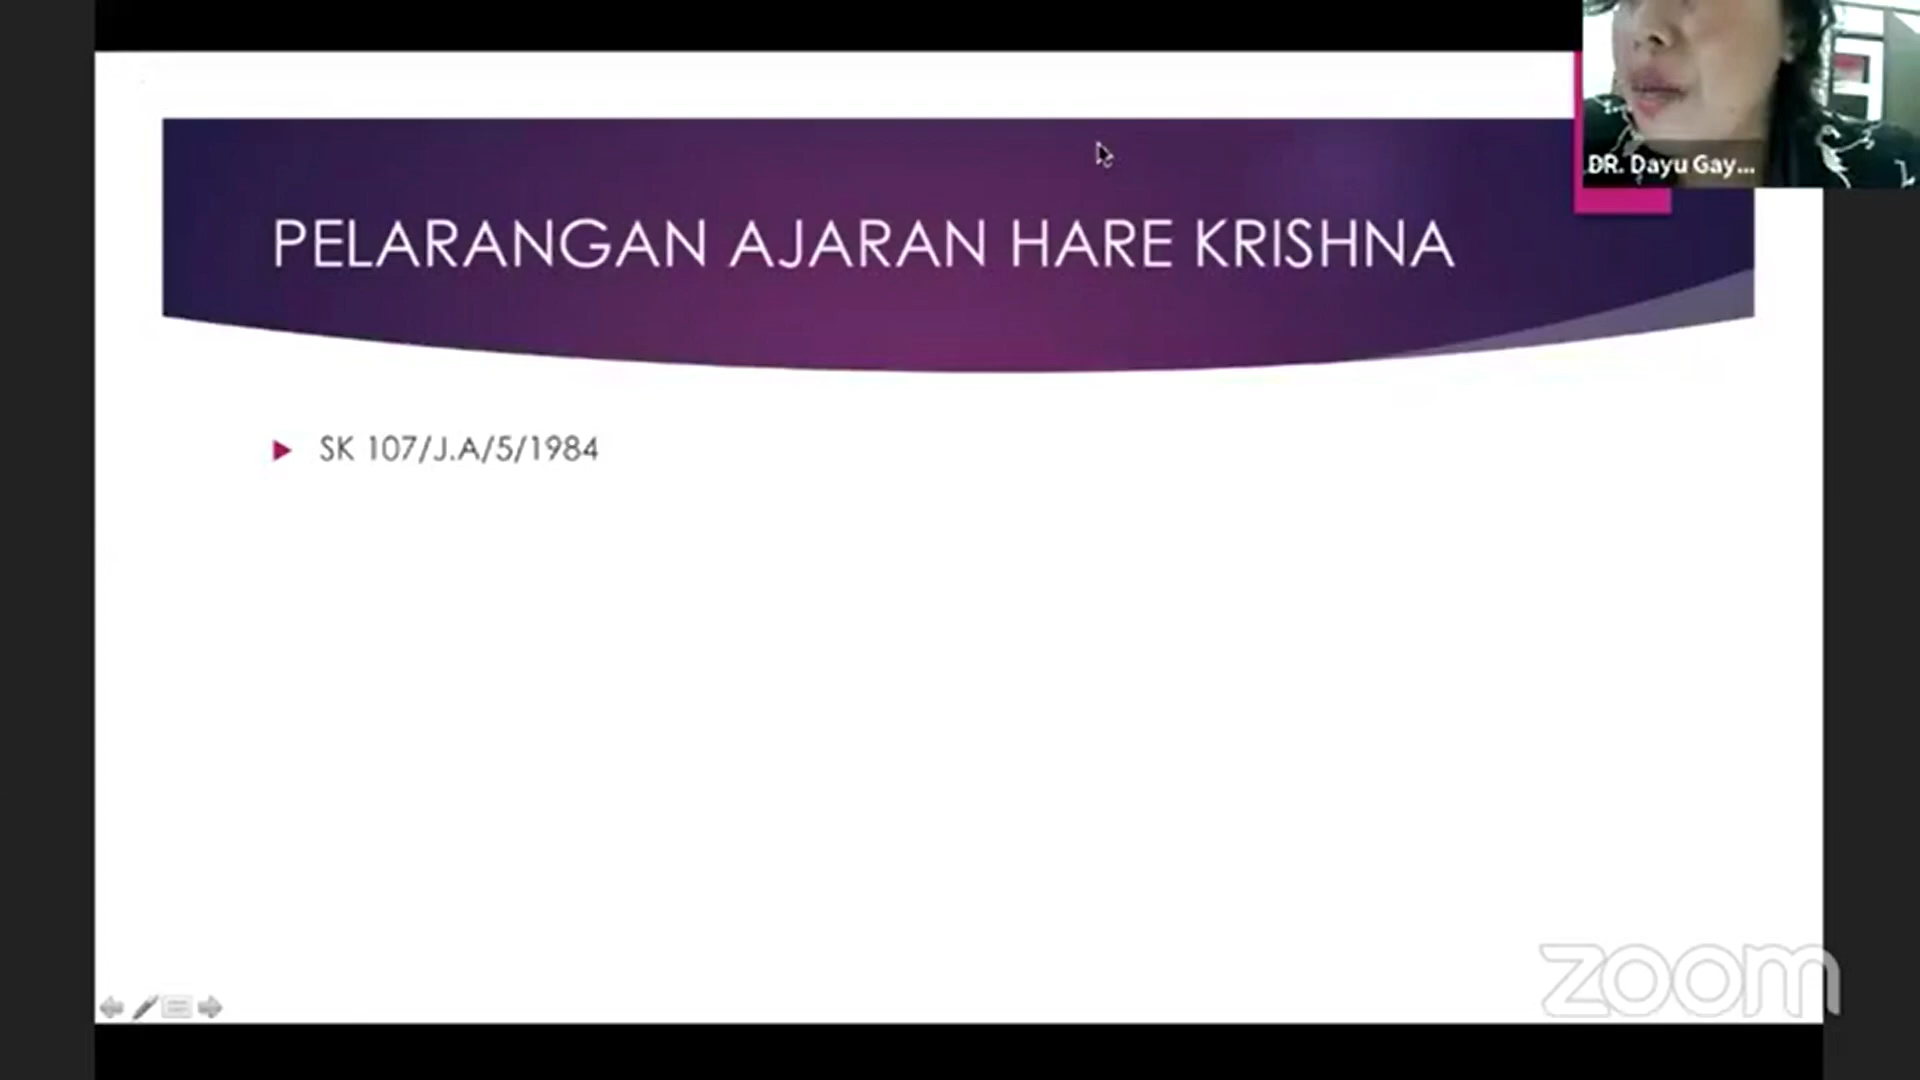 DR. Dayu Gay...
PELARANGAN AJARAN HARE KRISHNA
SK 107/J.A/5/1984
zoom